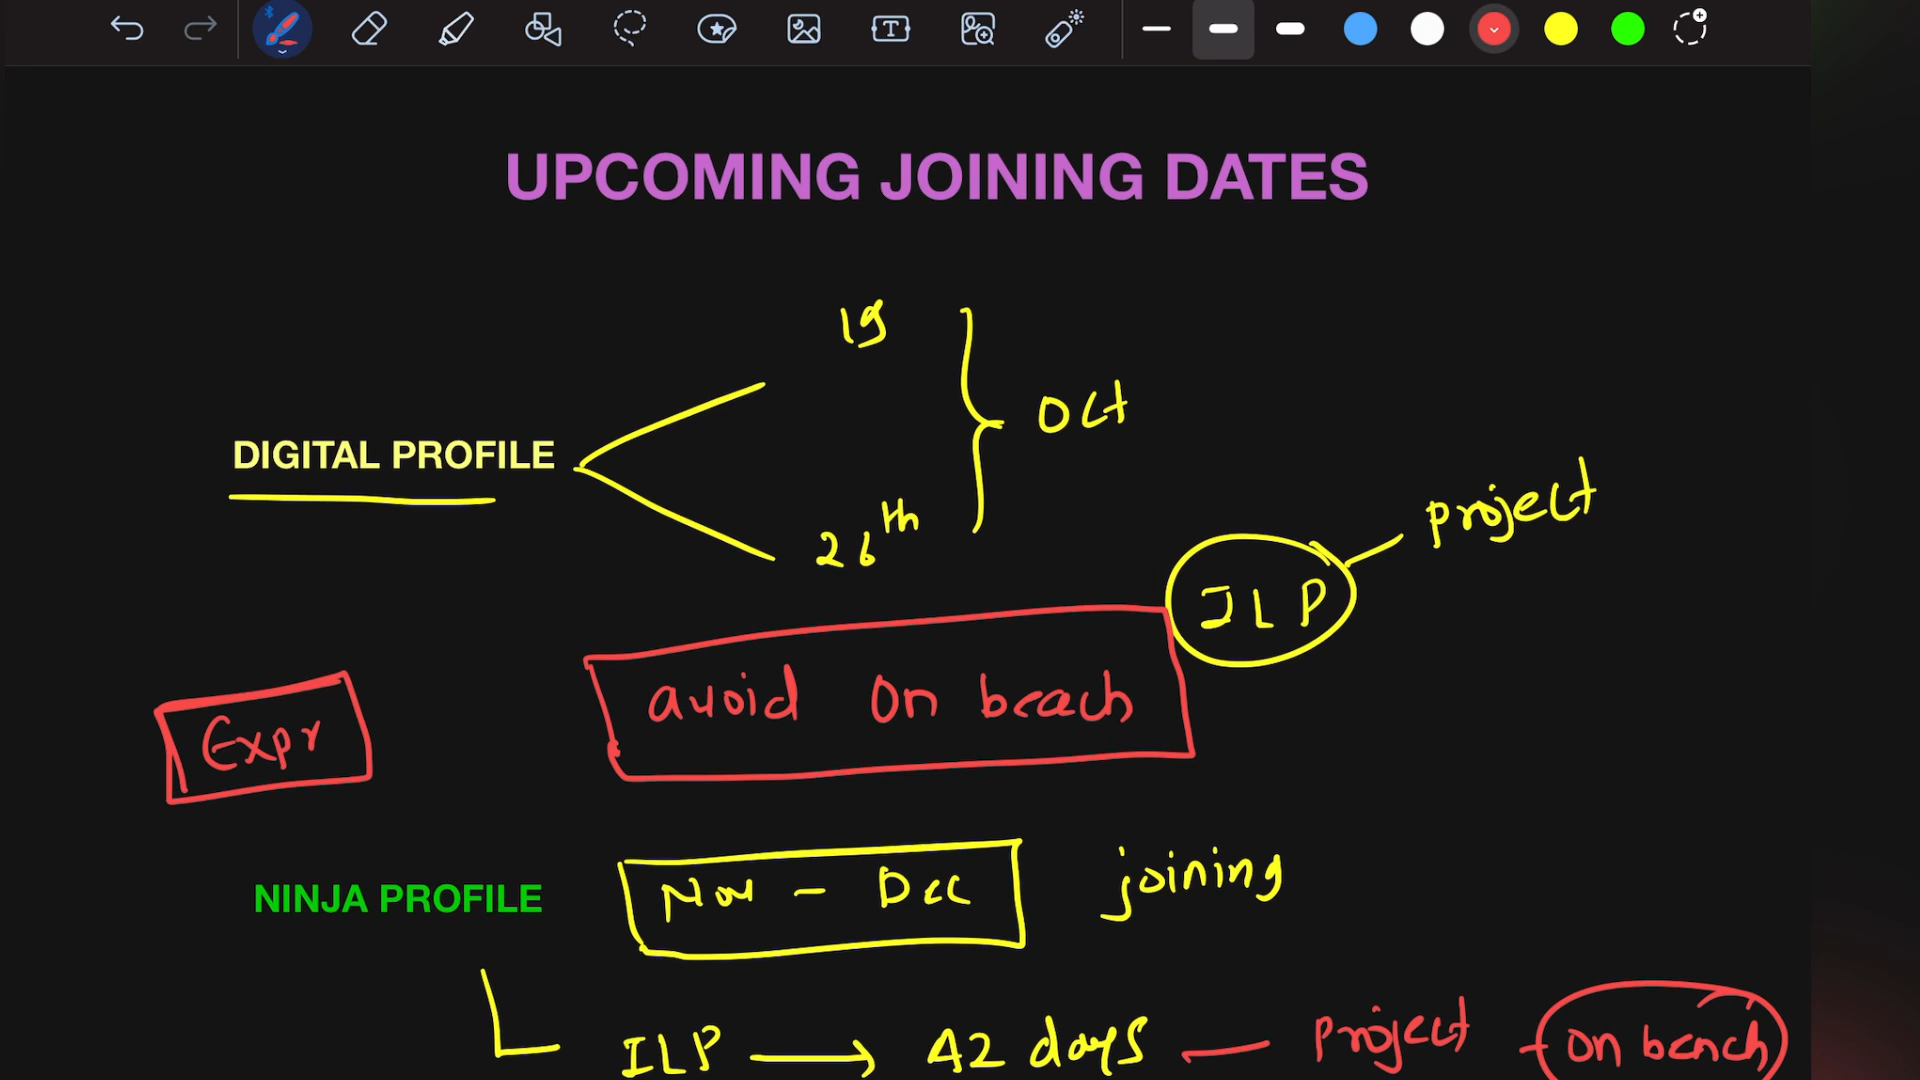 UPCOMING JOINING DATES
19
Oct
DIGITAL PROFILE
26th
project
ILP
avoid on beach
Expr
NINJA PROFILE
Nov - Dec
joining
ILP → 42 days — project
on bench